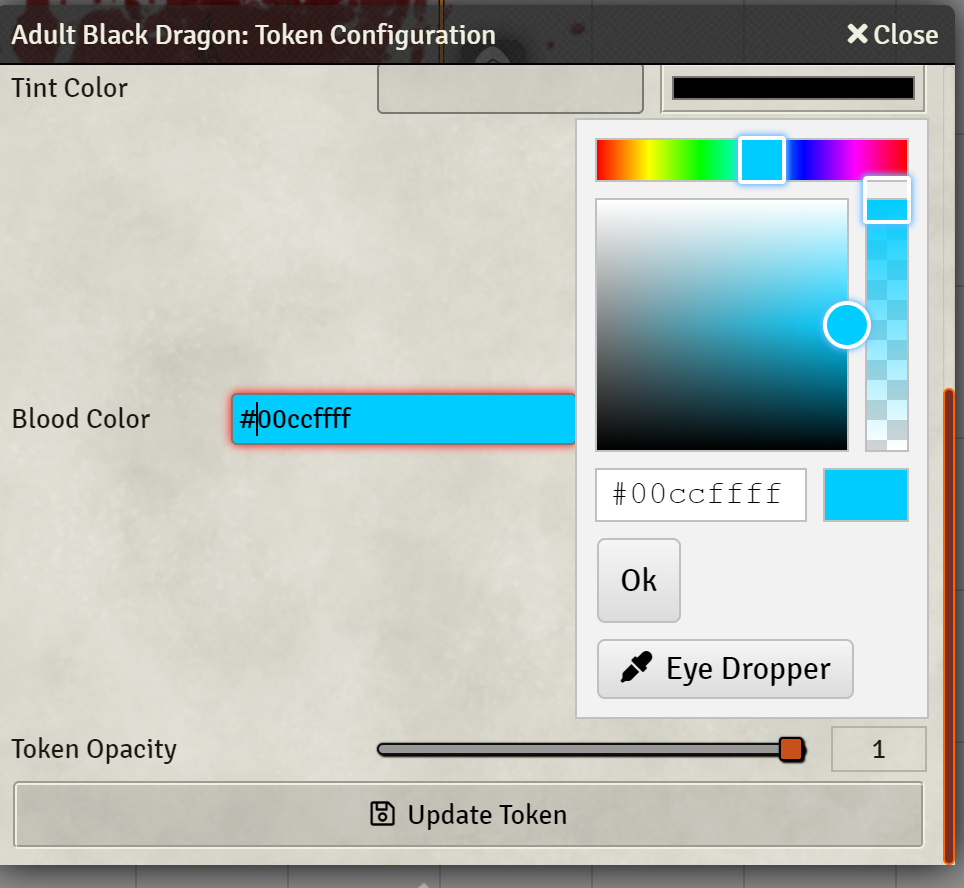 Adult Black Dragon: Token Configuration
Close
Tint Color
Blood Color
#00ccffff
#00ccffff
Ok
Eye Dropper
Token Opacity
1
Update Token